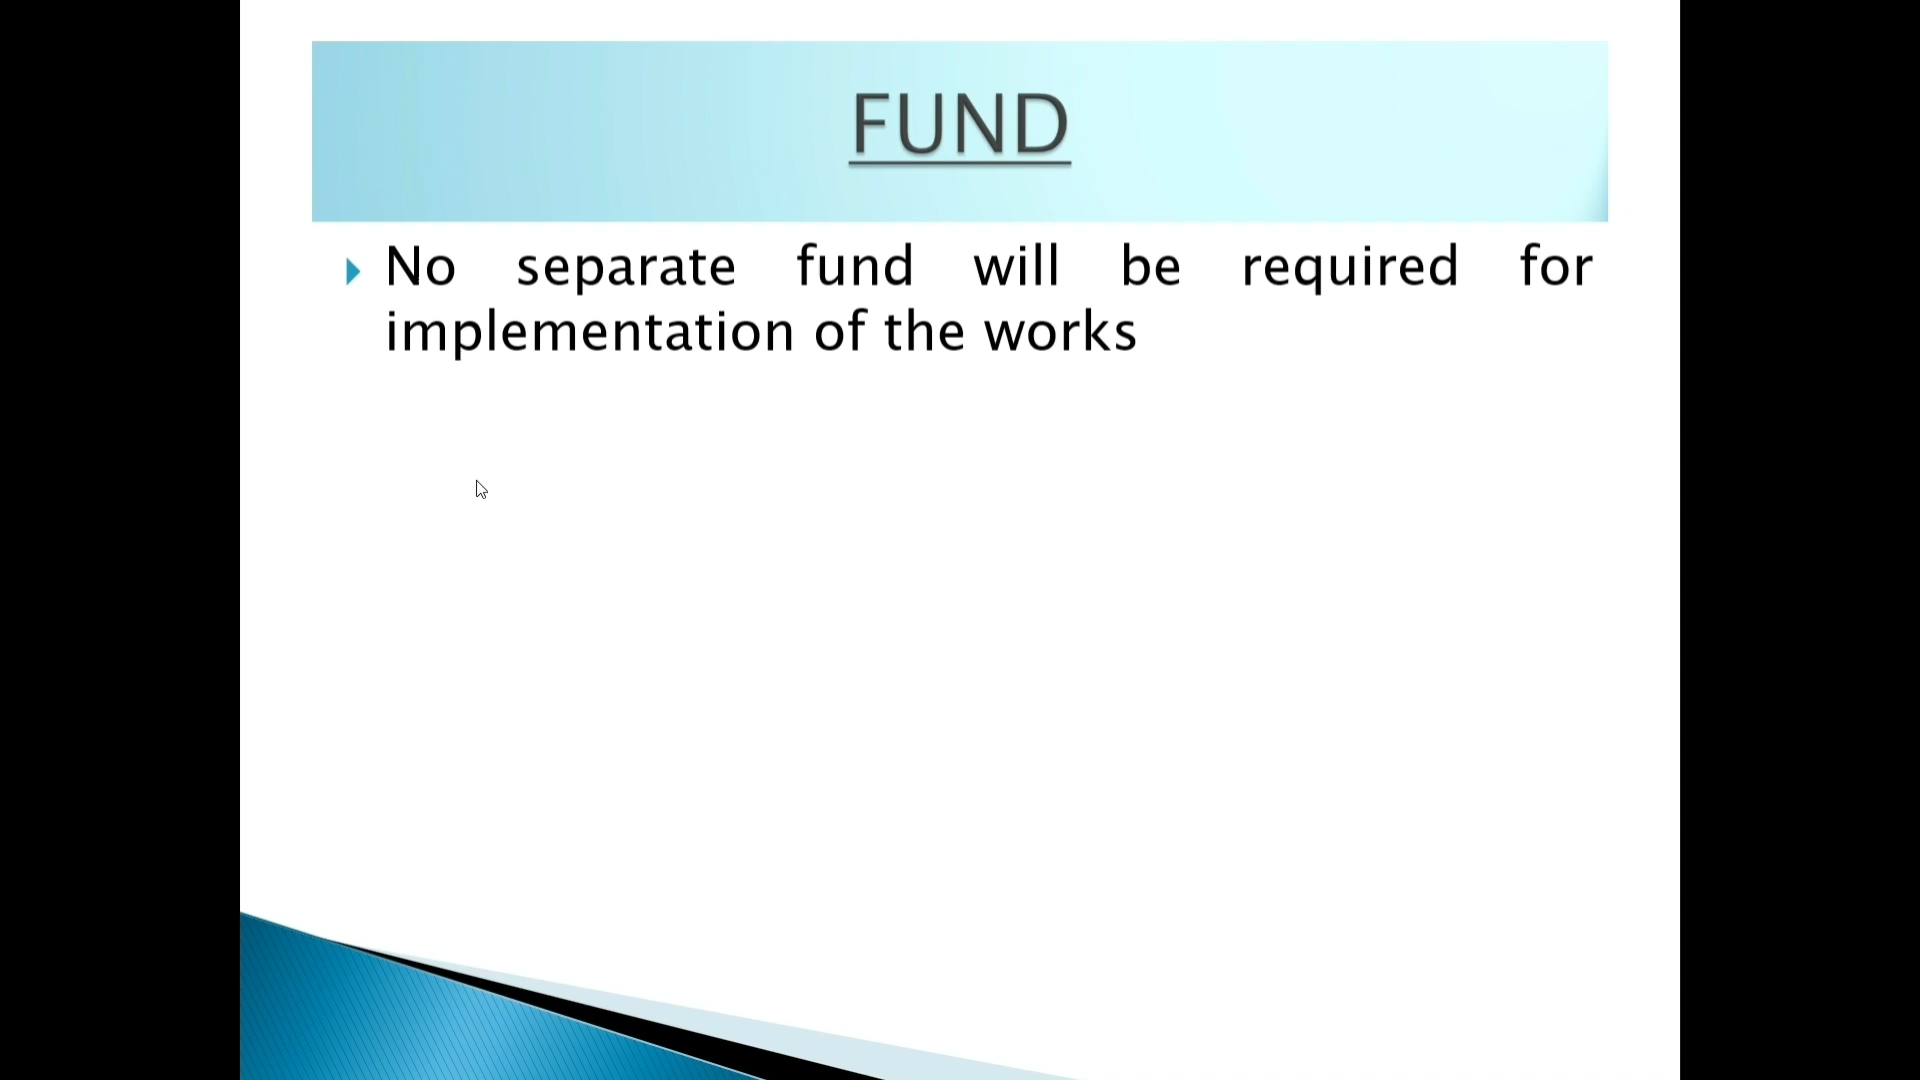 FUND
No separate fund will be required for
implementation of the works